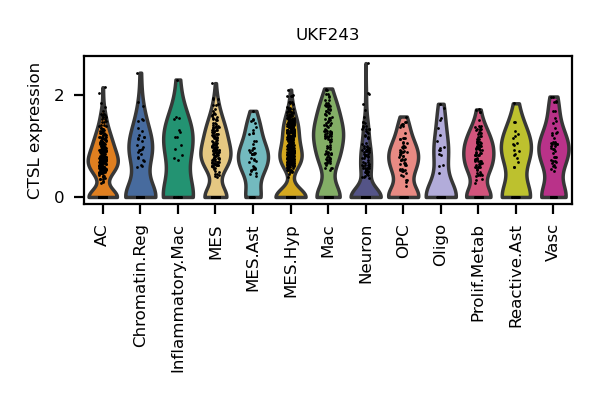 UKF243
CTSL expression
2
0
AC
Chromatin.Reg
Inflammatory.Mac
MES
MES.Ast
MES.Hyp
Mac
Neuron
OPC
Oligo
Prolif.Metab
Reactive.Ast
Vasc